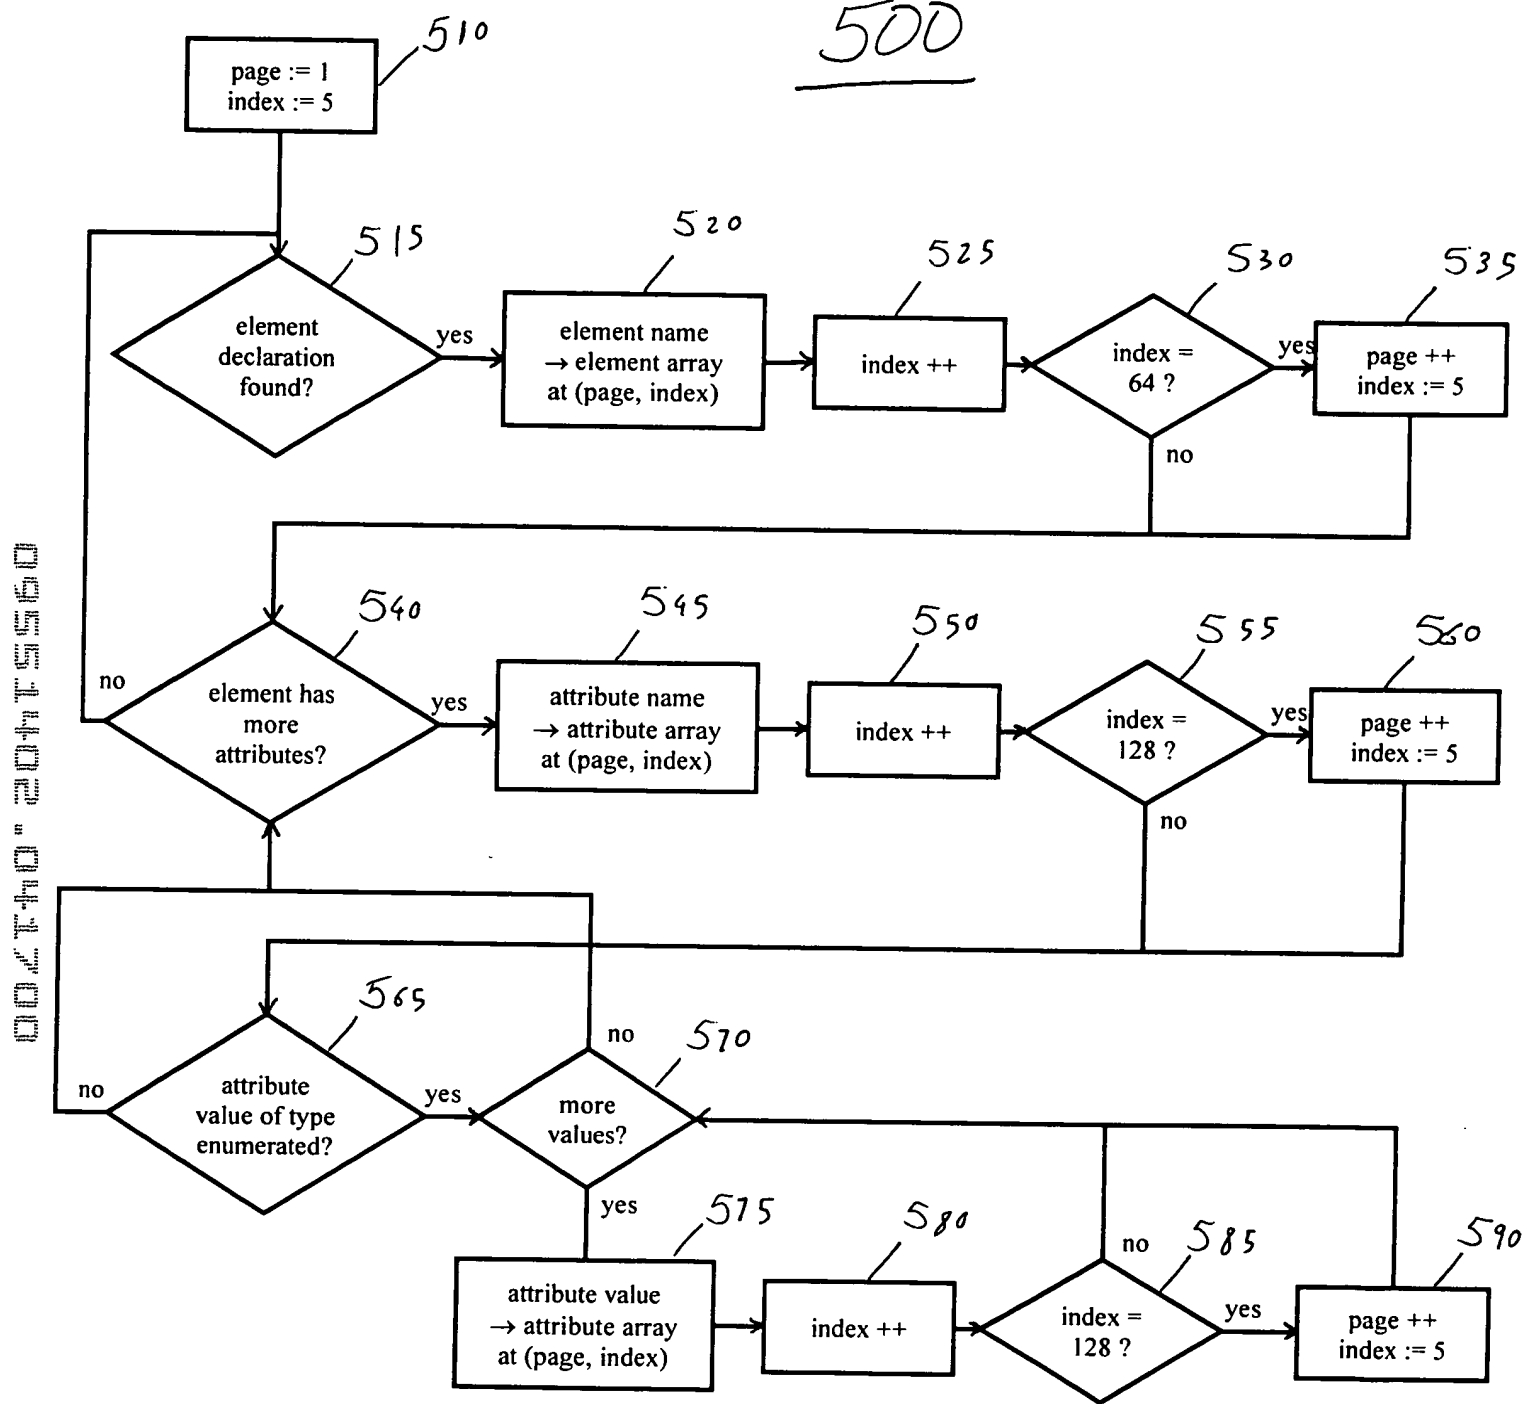 500
510
page := 1
index := 5
515
element
declaration
found?
yes
520
element name
→ element array
at (page, index)
525
index ++
530
index =
64 ?
yes
no
535
page ++
index := 5
540
element has
more
attributes?
no
yes
545
attribute name
→ attribute array
at (page, index)
550
index ++
555
index =
128 ?
yes
no
560
page ++
index := 5
565
attribute
value of type
enumerated?
no
yes
570
more
values?
no
yes
575
attribute value
→ attribute array
at (page, index)
580
index ++
585
index =
128 ?
no
yes
590
page ++
index := 5
09551402.041700